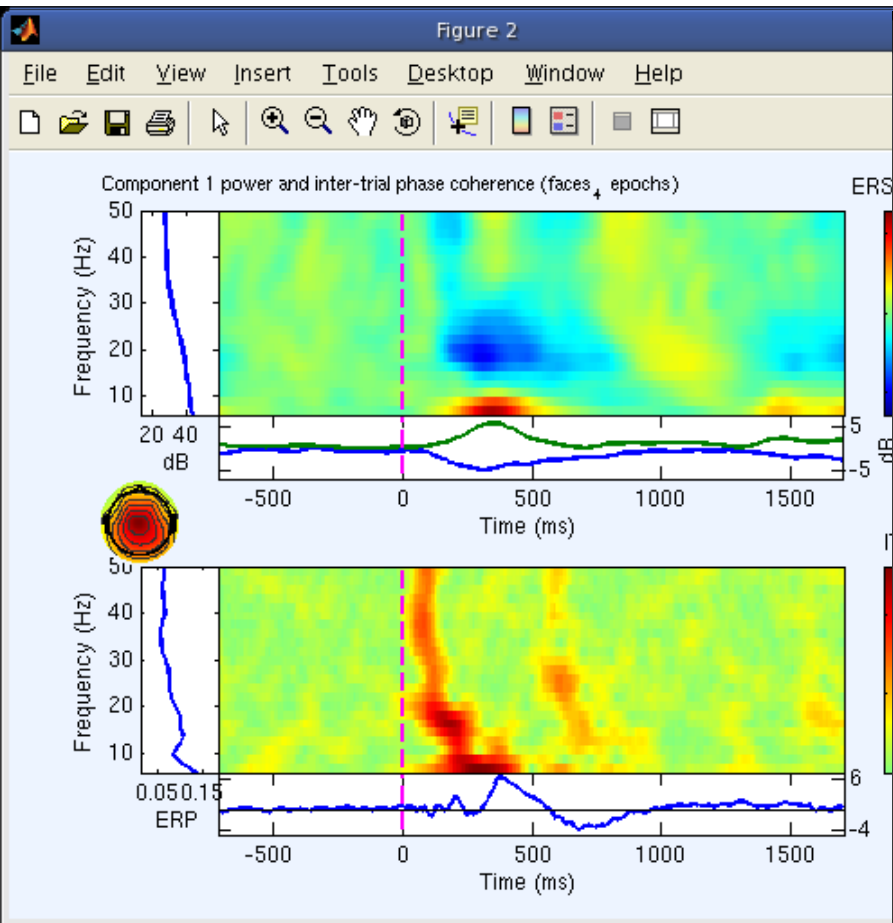 Figure 2
File Edit View Insert Tools Desktop Window Help
Component 1 power and inter-trial phase coherence (faces₄ epochs)
ERS
50
40
30
20
10
Frequency (Hz)
20 40
dB
5
-5
dB
-500 0 500 1000 1500
Time (ms)
IT
50
40
30
20
10
Frequency (Hz)
0.05 0.15
ERP
6
-4
-500 0 500 1000 1500
Time (ms)